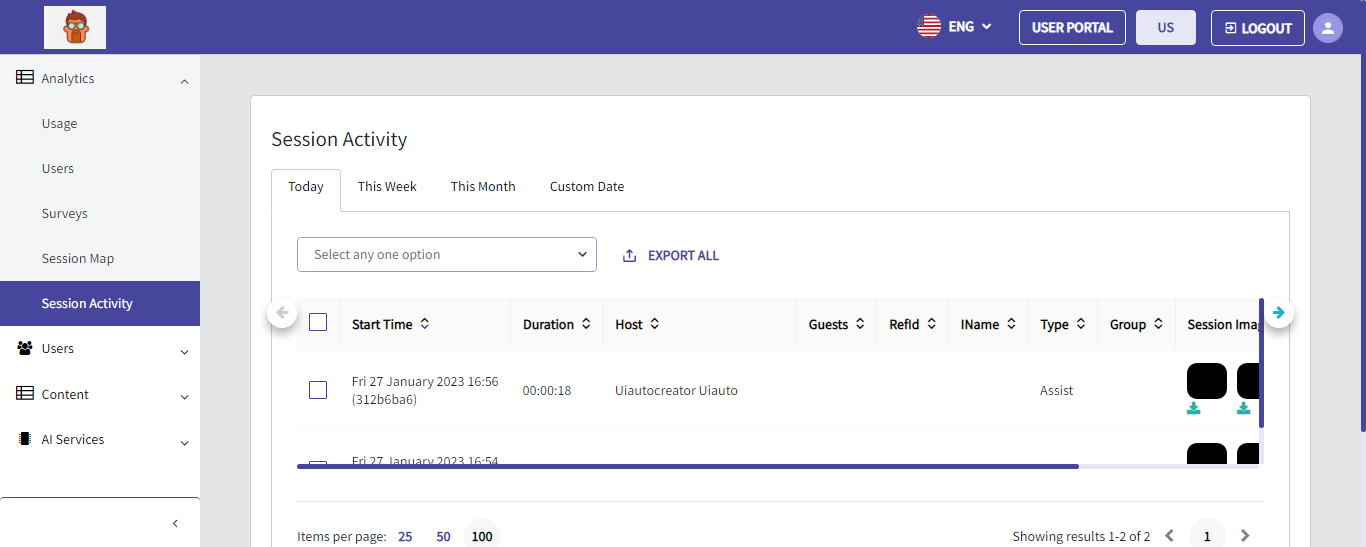 ENG
USER PORTAL
US
LOGOUT
Analytics
Usage
Users
Surveys
Session Map
Session Activity
Users
Content
AI Services
Session Activity
Today This Week This Month Custom Date
Select any one option
EXPORT ALL
Start Time Duration Host Guests RefId IName Type Group Session Imag
Fri 27 January 2023 16:56
(312b6ba6)
00:00:18
Uiautocreator Uiauto
Assist
Fri 27 January 2023 16:54
Items per page: 25 50 100
Showing results 1-2 of 2
1